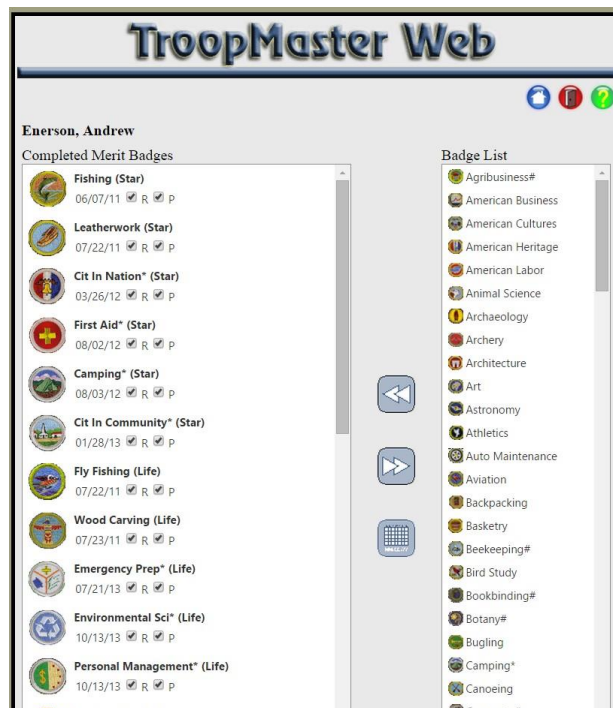 TroopMaster Web
?
Enerson, Andrew
Completed Merit Badges
Fishing (Star)
06/07/11 R P
Leatherwork (Star)
07/22/11 R P
Cit In Nation* (Star)
03/26/12 R P
First Aid* (Star)
08/02/12 R P
Camping* (Star)
08/03/12 R P
Cit In Community* (Star)
01/28/13 R P
Fly Fishing (Life)
07/22/11 R P
Wood Carving (Life)
07/23/11 R P
Emergency Prep* (Life)
07/21/13 R P
Environmental Sci* (Life)
10/13/13 R P
Personal Management* (Life)
10/13/13 R P
Badge List
Agribusiness#
American Business
American Cultures
American Heritage
American Labor
Animal Science
Archaeology
Archery
Architecture
Art
Astronomy
Athletics
Auto Maintenance
Aviation
Backpacking
Basketry
Beekeeping#
Bird Study
Bookbinding#
Botany#
Bugling
Camping*
Canoeing